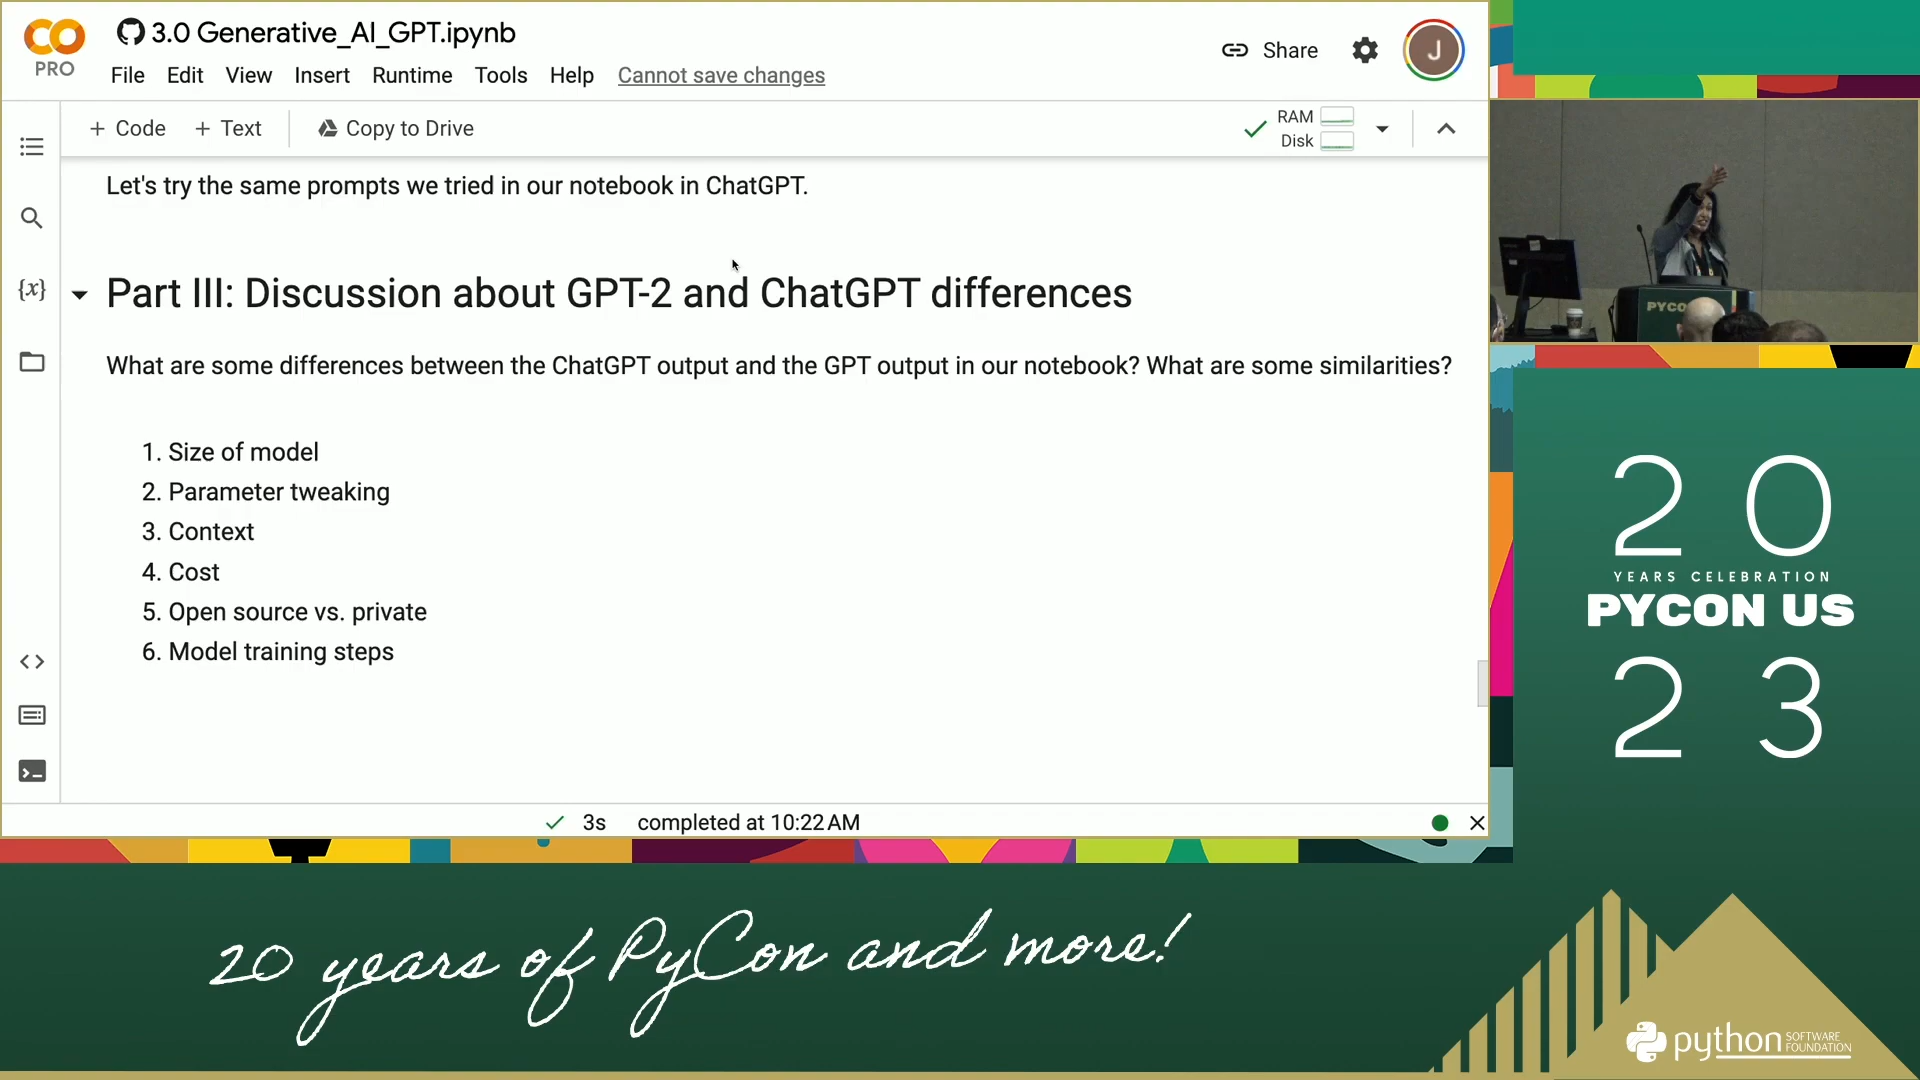 3.0 Generative_AI_GPT.ipynb
PRO
File Edit View Insert Runtime Tools Help Cannot save changes
Share
J
+ Code + Text Copy to Drive
RAM
Disk
{x}
Let's try the same prompts we tried in our notebook in ChatGPT.
Part III: Discussion about GPT-2 and ChatGPT differences
What are some differences between the ChatGPT output and the GPT output in our notebook? What are some similarities?
1. Size of model
2. Parameter tweaking
3. Context
4. Cost
5. Open source vs. private
6. Model training steps
3s completed at 10:22 AM
PYCO
20
YEARS CELEBRATION
PYCON US
23
20 years of PyCon and more!
python SOFTWARE
FOUNDATION